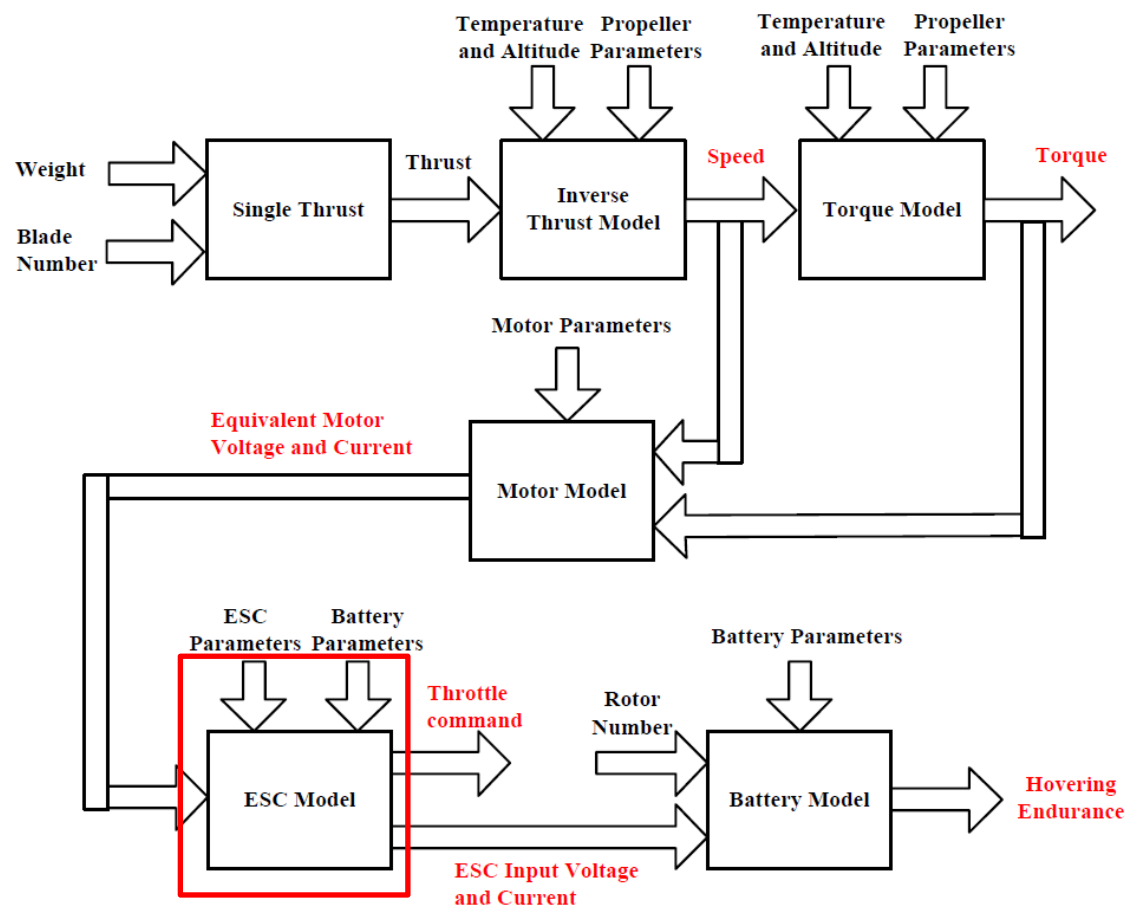 Temperature
and Altitude
Propeller
Parameters
Temperature
and Altitude
Propeller
Parameters
Weight
Blade
Number
Single Thrust
Thrust
Inverse
Thrust Model
Speed
Torque Model
Torque
Motor Parameters
Equivalent Motor
Voltage and Current
Motor Model
ESC
Parameters
Battery
Parameters
Throttle
command
ESC Model
ESC Input Voltage
and Current
Rotor
Number
Battery Parameters
Battery Model
Hovering
Endurance